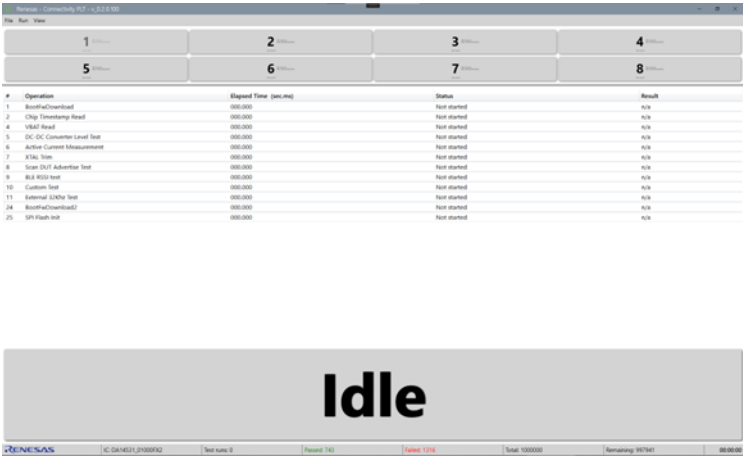 Renesas - Connectivity PLT - v_0.2.0.100
File Run View
1 2 3 4
5 6 7 8
# Operation Elapsed Time (sec.ms) Status Result
1 BootFwDownload 000.000 Not started n/a
2 Chip Timestamp Read 000.000 Not started n/a
4 VBAT Read 000.000 Not started n/a
5 DC-DC Converter Level Test 000.000 Not started n/a
6 Active Current Measurement 000.000 Not started n/a
7 XTAL Trim 000.000 Not started n/a
8 Scan DUT Advertise Test 000.000 Not started n/a
9 BLE RSSI test 000.000 Not started n/a
10 Custom Test 000.000 Not started n/a
11 External 32Khz Test 000.000 Not started n/a
24 BootFwDownload2 000.000 Not started n/a
25 SPI Flash Init 000.000 Not started n/a
Idle
RENESAS IC: DA14531_01000FX2 Test runs: 0 Passed: 743 Failed: 1316 Total: 1000000 Remaining: 997941 00:00:00